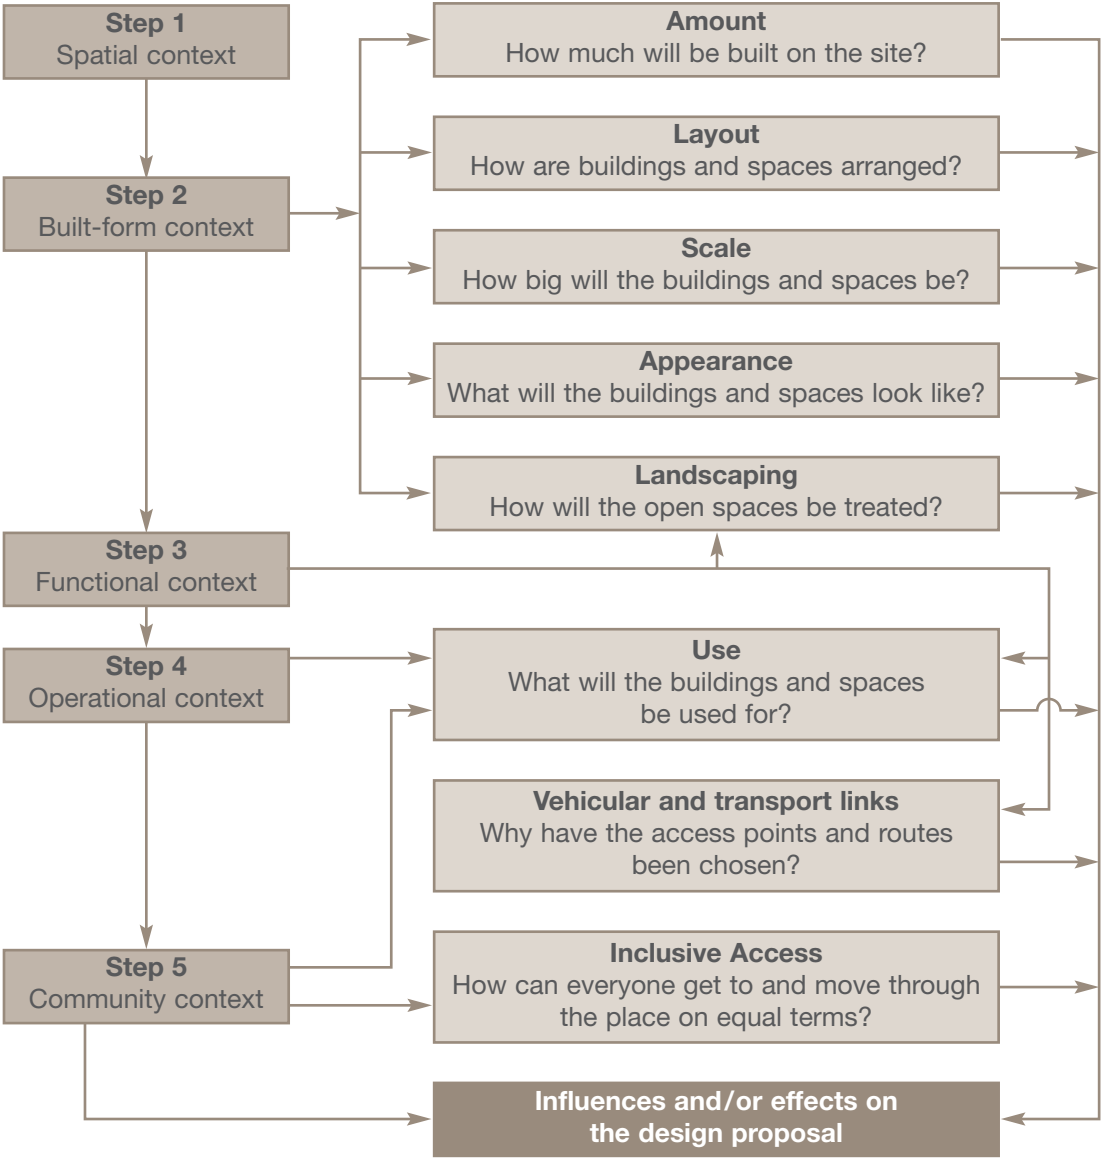 Step 1
Spatial context
Step 2
Built-form context
Step 3
Functional context
Step 4
Operational context
Step 5
Community context
Amount
How much will be built on the site?
Layout
How are buildings and spaces arranged?
Scale
How big will the buildings and spaces be?
Appearance
What will the buildings and spaces look like?
Landscaping
How will the open spaces be treated?
Use
What will the buildings and spaces
be used for?
Vehicular and transport links
Why have the access points and routes
been chosen?
Inclusive Access
How can everyone get to and move through
the place on equal terms?
Influences and/or effects on
the design proposal